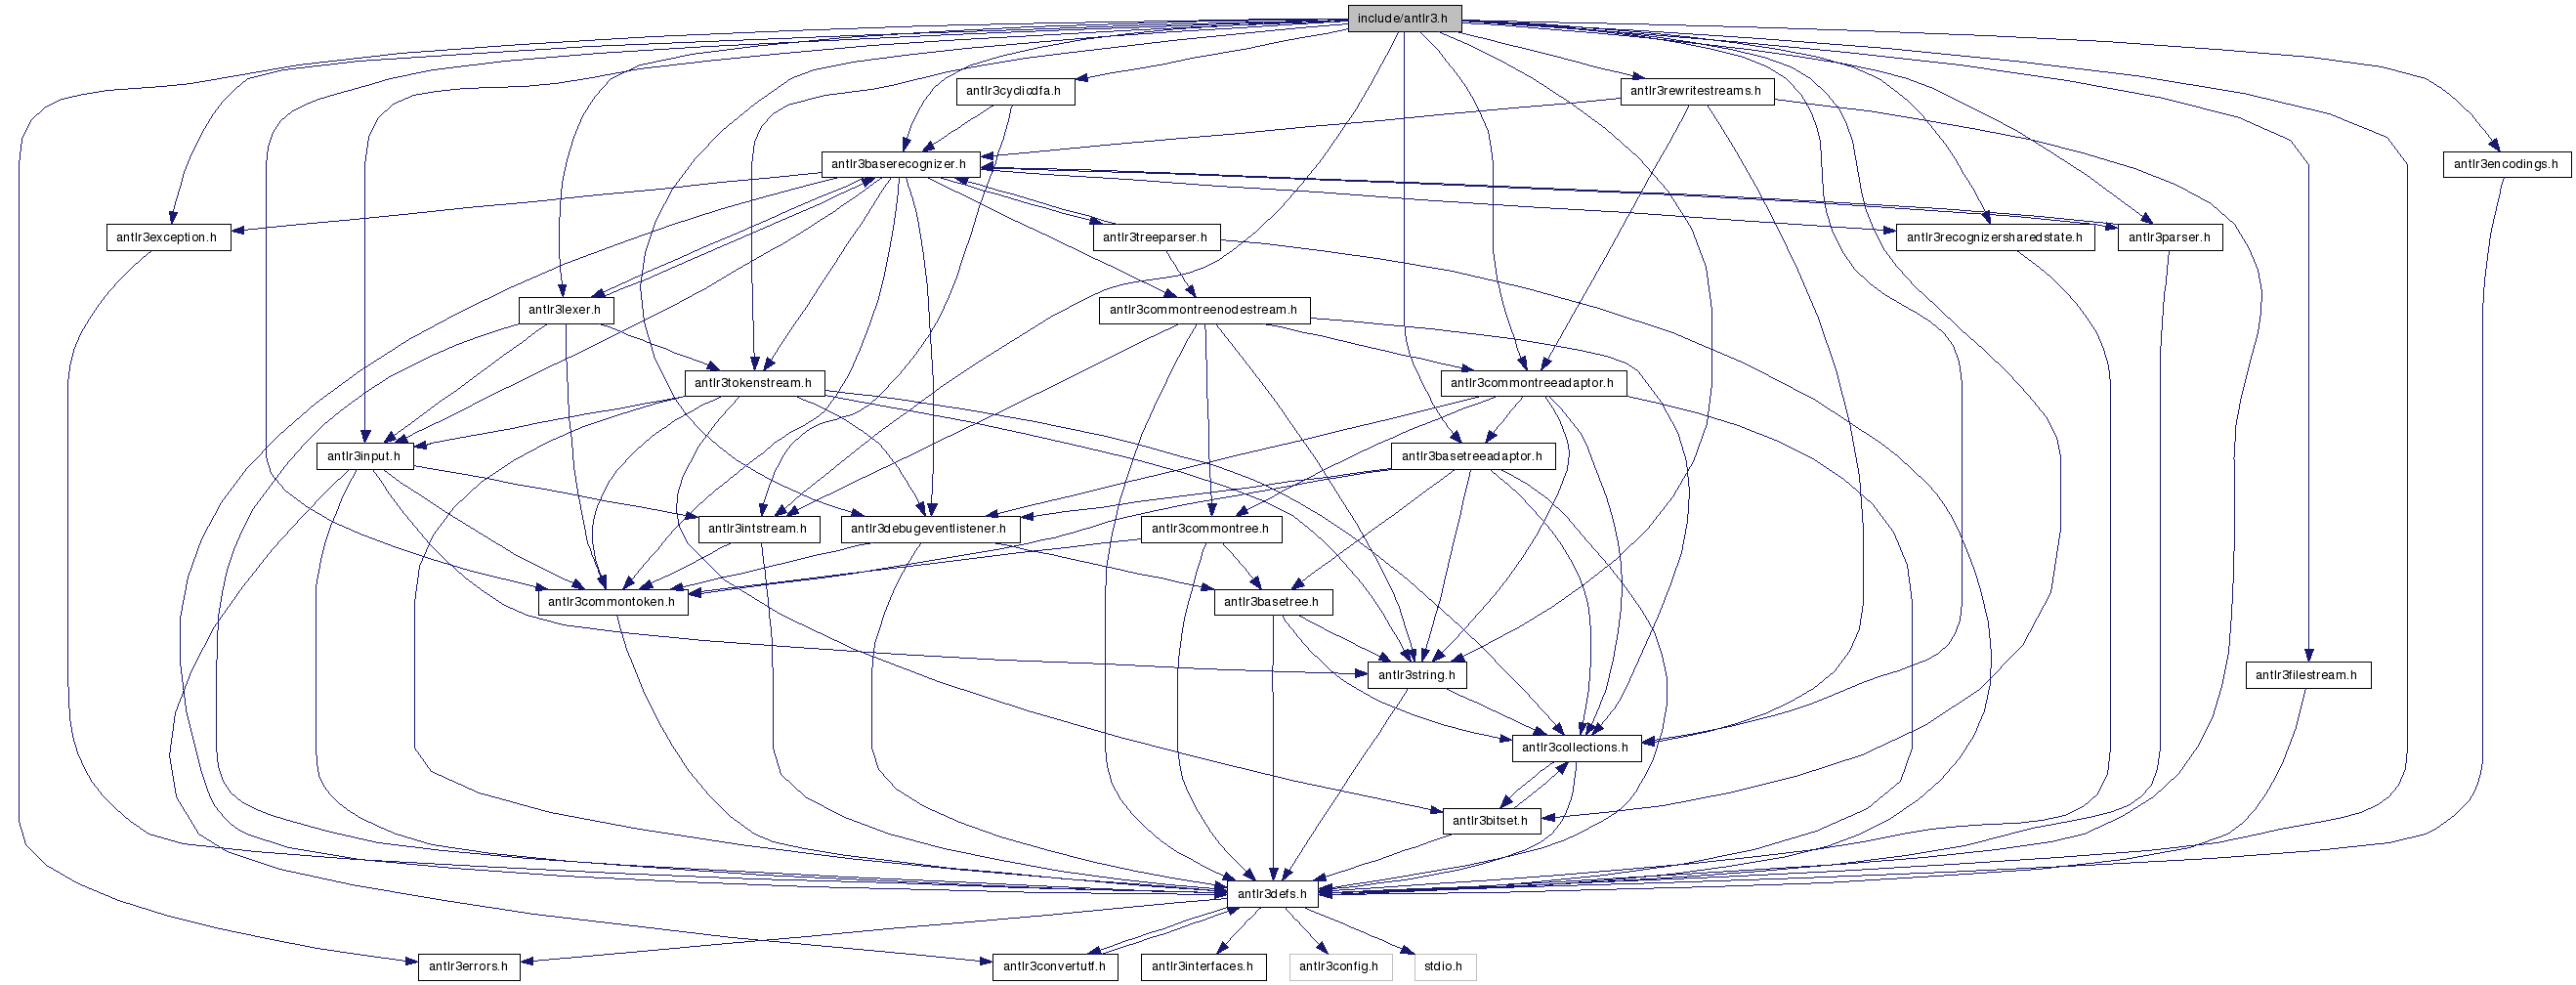 include/antlr3.h
antlr3cyclicdfa.h
antlr3rewritestreams.h
antlr3baserecognizer.h
antlr3encodings.h
antlr3exception.h
antlr3treeparser.h
antlr3recognizersharedstate.h
antlr3parser.h
antlr3lexer.h
antlr3commontreenodestream.h
antlr3tokenstream.h
antlr3commontreeadaptor.h
antlr3input.h
antlr3basetreeadaptor.h
antlr3intstream.h
antlr3debugeventlistener.h
antlr3commontree.h
antlr3commontoken.h
antlr3basetree.h
antlr3string.h
antlr3filestream.h
antlr3collections.h
antlr3bitset.h
antlr3defs.h
antlr3errors.h
antlr3convertutf.h
antlr3interfaces.h
antlr3config.h
stdio.h